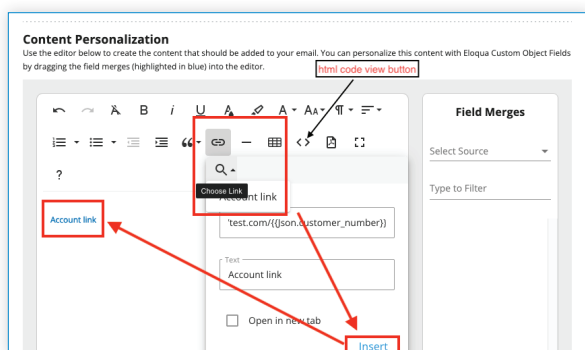 Content Personalization
Use the editor below to create the content that should be added to your email. You can personalize this content with Eloqua Custom Object Fields
by dragging the field merges (highlighted in blue) into the editor.
html code view button
B i U A A AA ¶
Field Merges
Select Source
?
Choose Link
Type to Filter
Account link
Account link
'test.com/{{Json.customer_number}}
Text
Account link
Open in new tab
Insert